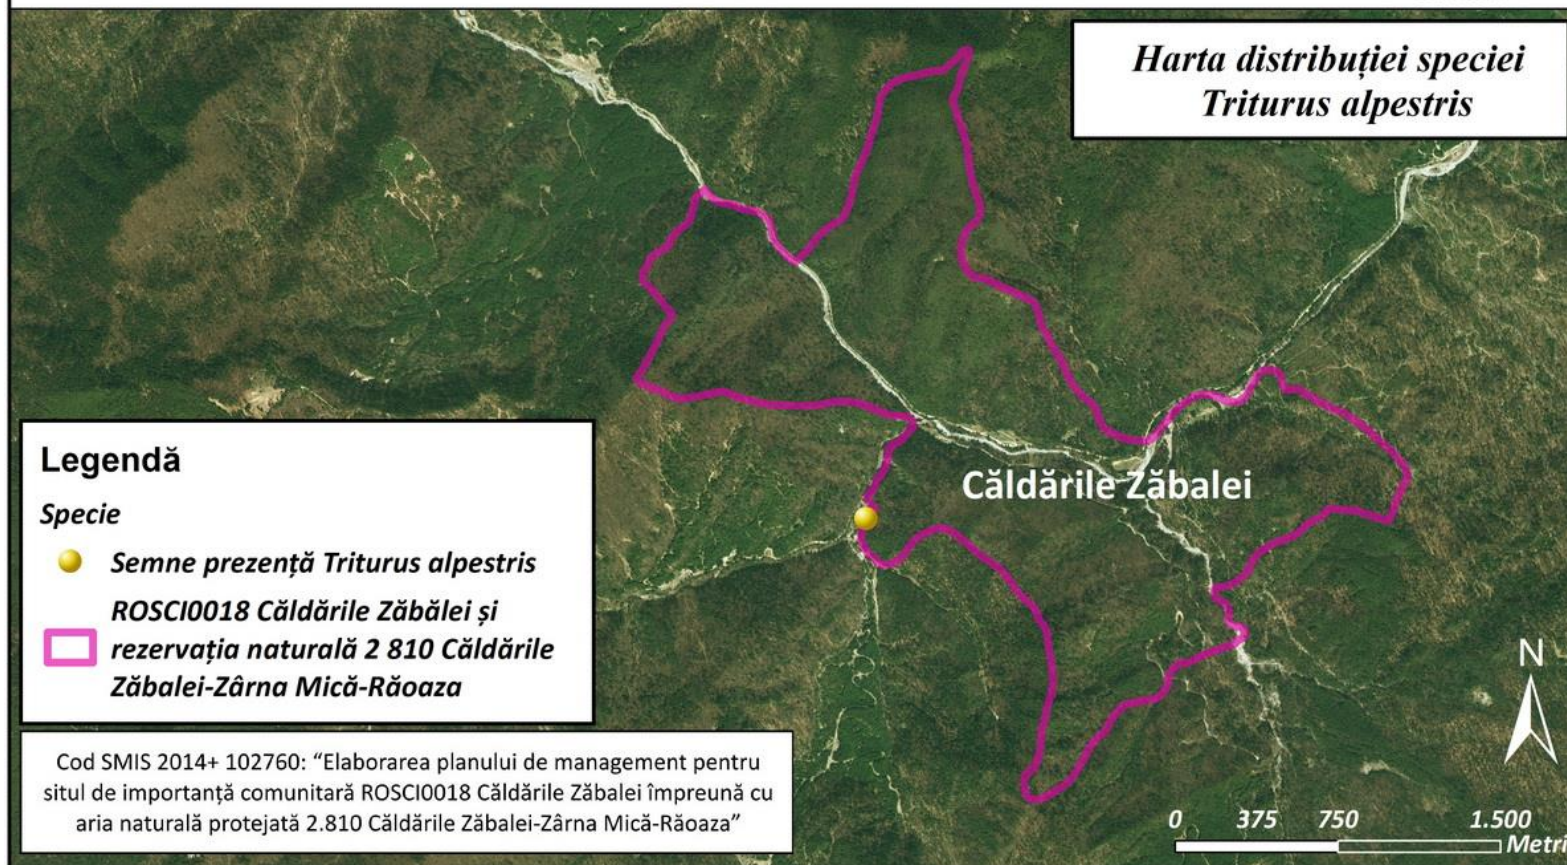 Harta distribuției speciei
Triturus alpestris
Căldările Zăbalei
Legendă
Specie
Semne prezență Triturus alpestris
ROSCI0018 Căldările Zăbălei și
rezervația naturală 2 810 Căldările
Zăbalei-Zârna Mică-Răoaza
Cod SMIS 2014+ 102760: “Elaborarea planului de management pentru
situl de importanță comunitară ROSCI0018 Căldările Zăbalei împreună cu
aria naturală protejată 2.810 Căldările Zăbalei-Zârna Mică-Răoaza”
N
0 375 750 1.500
Metri